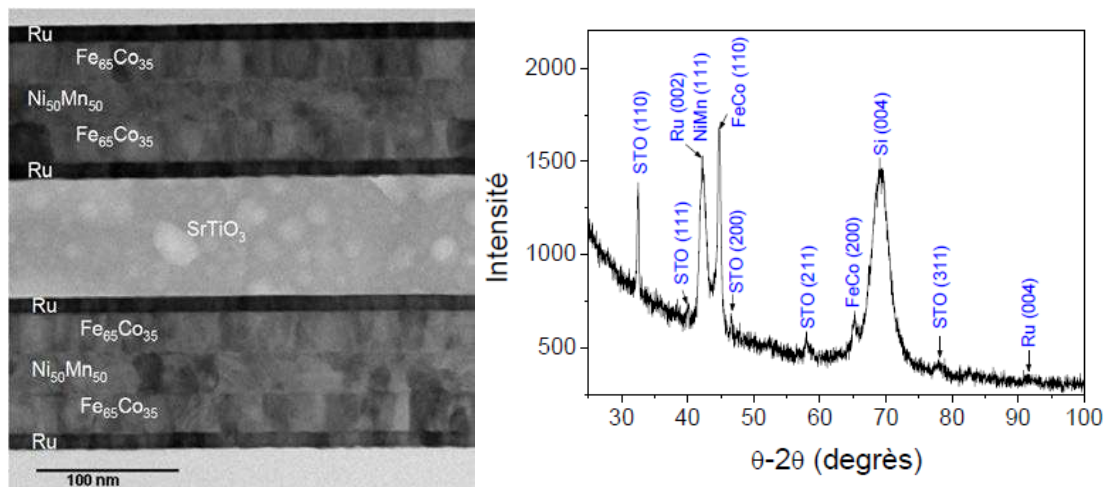 Ru
Fe₆₅Co₃₅
Ni₅₀Mn₅₀
Fe₆₅Co₃₅
Ru
SrTiO₃
Ru
Fe₆₅Co₃₅
Ni₅₀Mn₅₀
Fe₆₅Co₃₅
Ru
100 nm
Intensité
2000
1500
1000
500
STO (110)
STO (111)
Ru (002)
NiMn (111)
FeCo (110)
STO (200)
STO (211)
FeCo (200)
Si (004)
STO (311)
Ru (004)
30 40 50 60 70 80 90 100
θ-2θ (degrès)